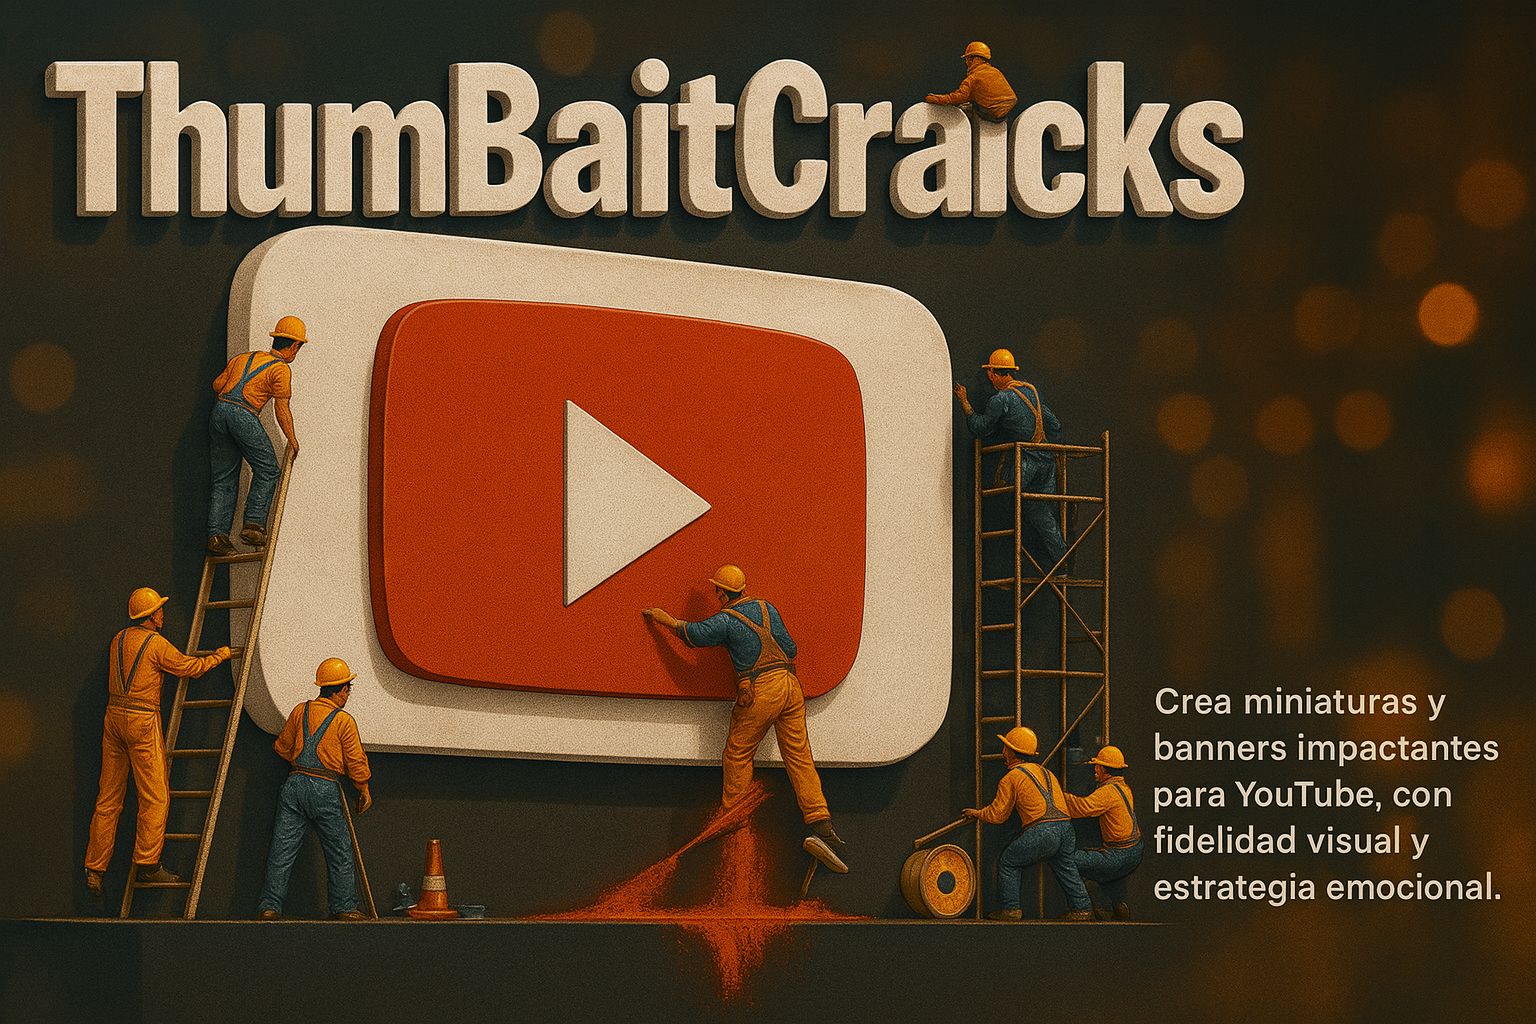 ThumBaitCraicks
Crea miniaturas y
banners impactantes
para YouTube, con
fidelidad visual y
estrategia emocional.